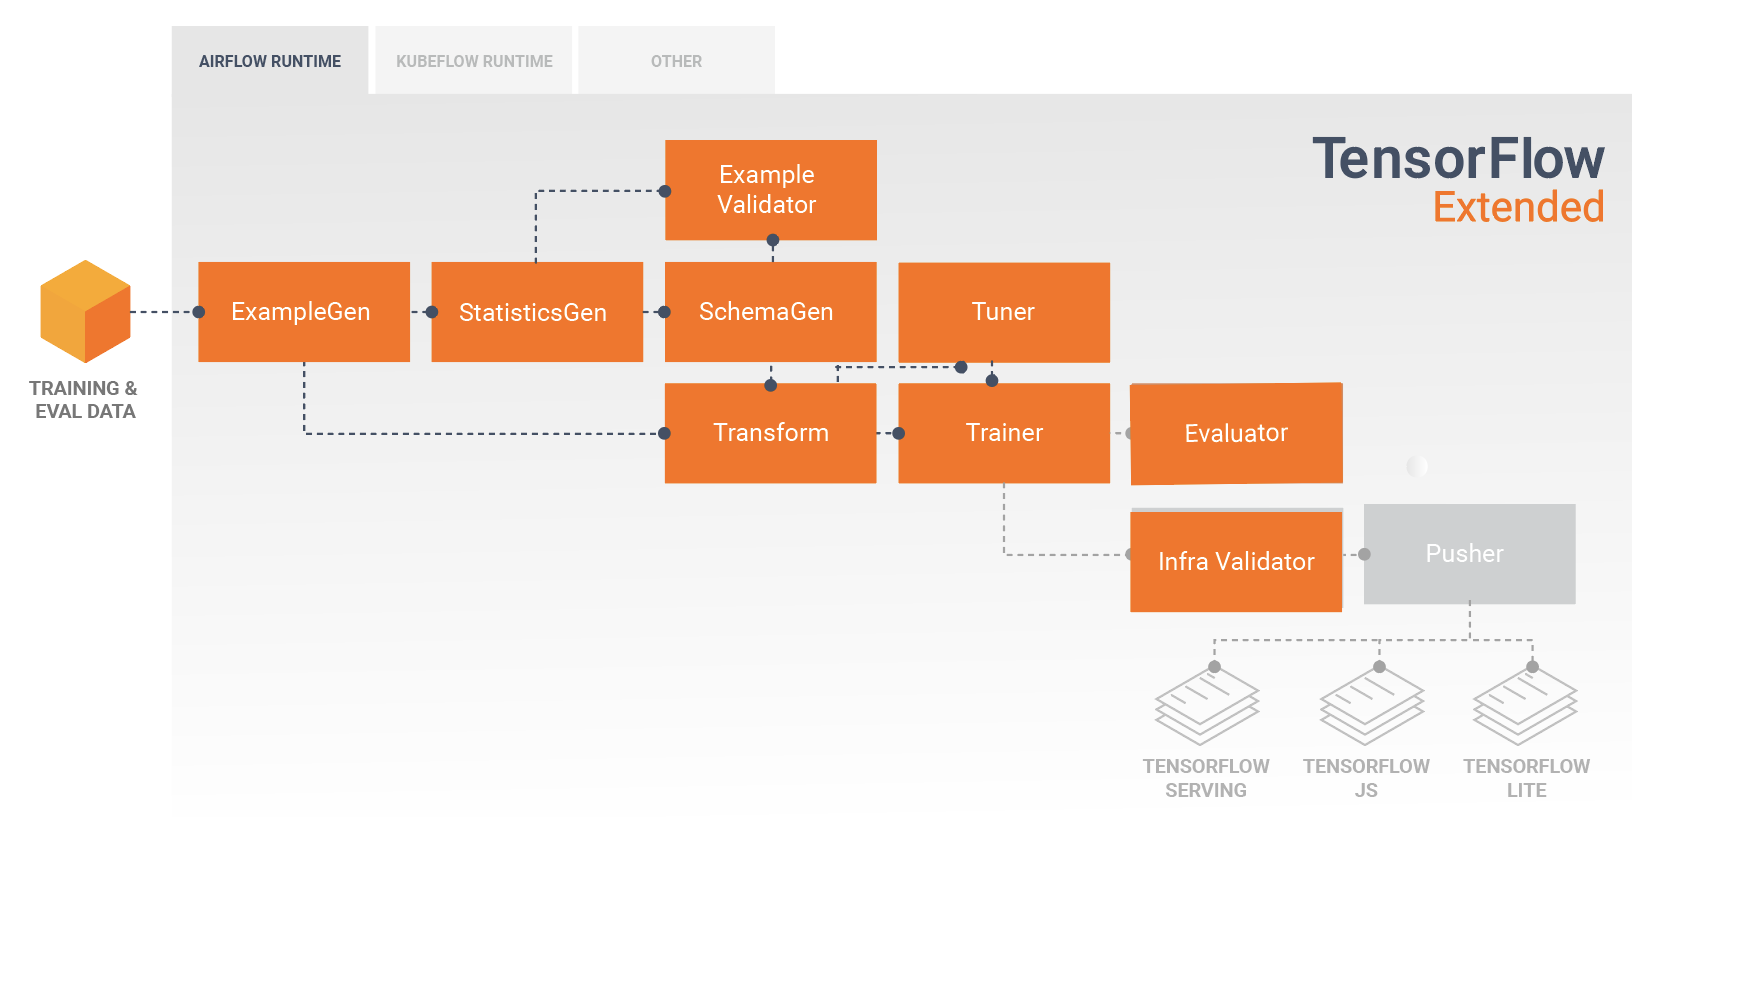 AIRFLOW RUNTIME
KUBEFLOW RUNTIME
OTHER
TensorFlow
Extended
Example
Validator
TRAINING &
EVAL DATA
ExampleGen
StatisticsGen
SchemaGen
Tuner
Transform
Trainer
Evaluator
Infra Validator
Pusher
TENSORFLOW
SERVING
TENSORFLOW
JS
TENSORFLOW
LITE